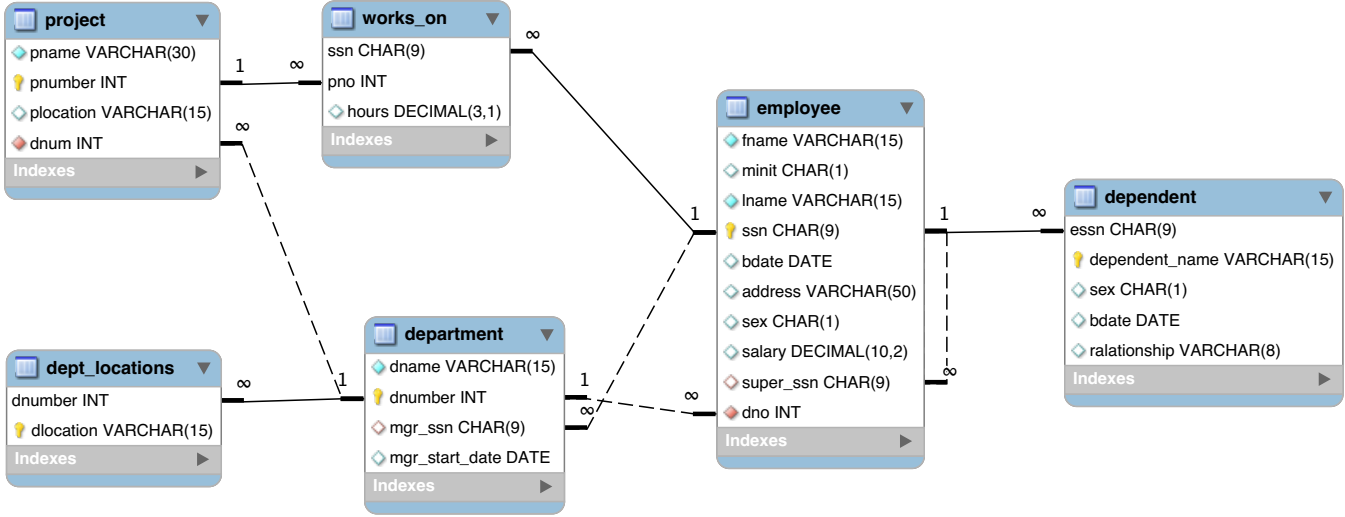 project
pname VARCHAR(30)
pnumber INT
plocation VARCHAR(15)
dnum INT
Indexes
works_on
ssn CHAR(9)
pno INT
hours DECIMAL(3,1)
Indexes
employee
fname VARCHAR(15)
minit CHAR(1)
lname VARCHAR(15)
ssn CHAR(9)
bdate DATE
address VARCHAR(50)
sex CHAR(1)
salary DECIMAL(10,2)
super_ssn CHAR(9)
dno INT
Indexes
dependent
essn CHAR(9)
dependent_name VARCHAR(15)
sex CHAR(1)
bdate DATE
ralationship VARCHAR(8)
Indexes
dept_locations
dnumber INT
dlocation VARCHAR(15)
Indexes
department
dname VARCHAR(15)
dnumber INT
mgr_ssn CHAR(9)
mgr_start_date DATE
Indexes
1
∞
∞
∞
1
1
∞
∞
∞
1
1
∞
∞